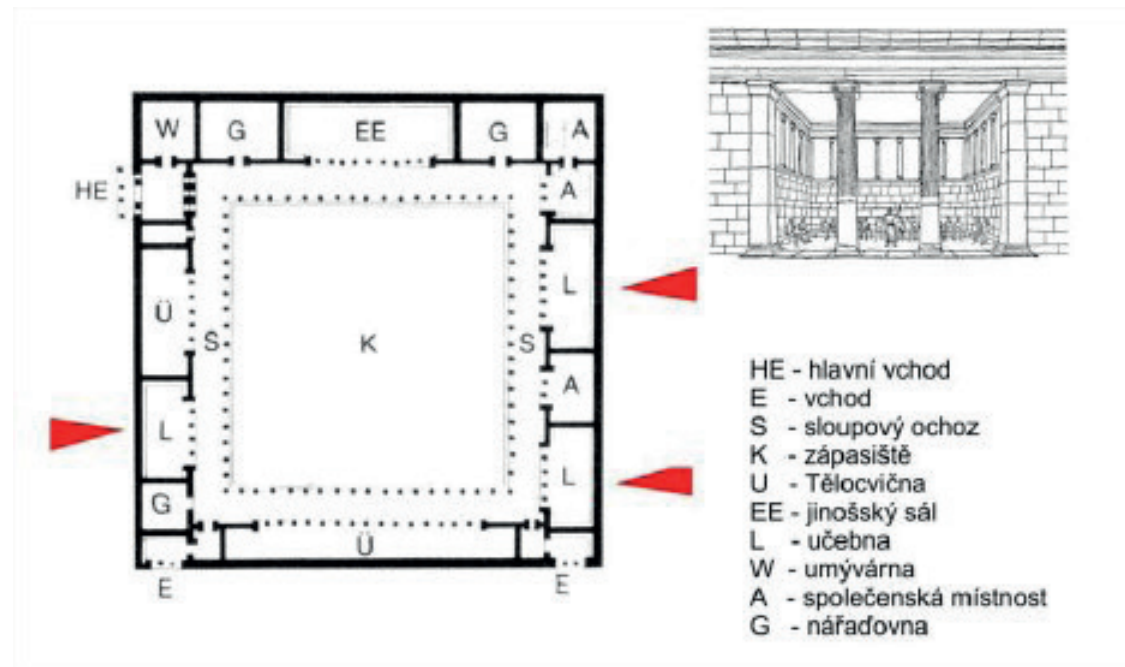 W G EE G A
HE A
L
Ü
S K S
A
L
L
G
Ü
E E
HE - hlavní vchod
E - vchod
S - sloupový ochoz
K - zápasiště
U - Tělocvična
EE - jinošský sál
L - učebna
W - umývárna
A - společenská místnost
G - nářaďovna